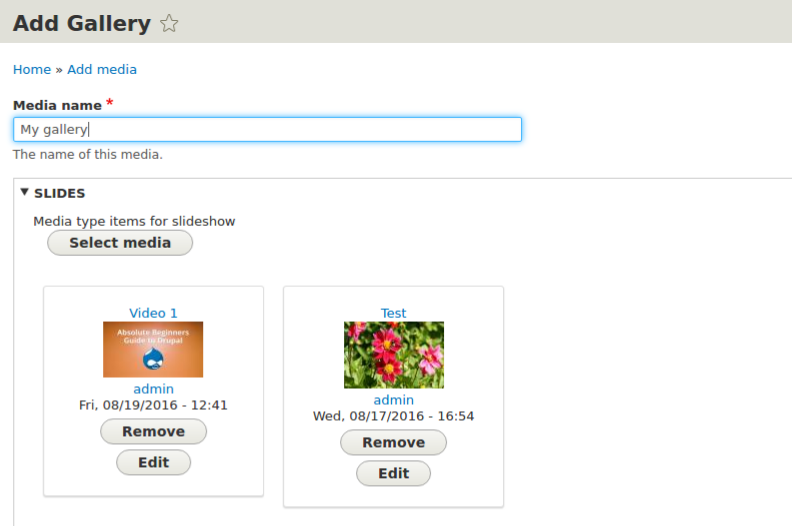 Add Gallery
Home » Add media
Media name *
My gallery
The name of this media.
SLIDES
Media type items for slideshow
Select media
Video 1
Absolute Beginners
Guide to Drupal
admin
Fri, 08/19/2016 - 12:41
Remove
Edit
Test
admin
Wed, 08/17/2016 - 16:54
Remove
Edit